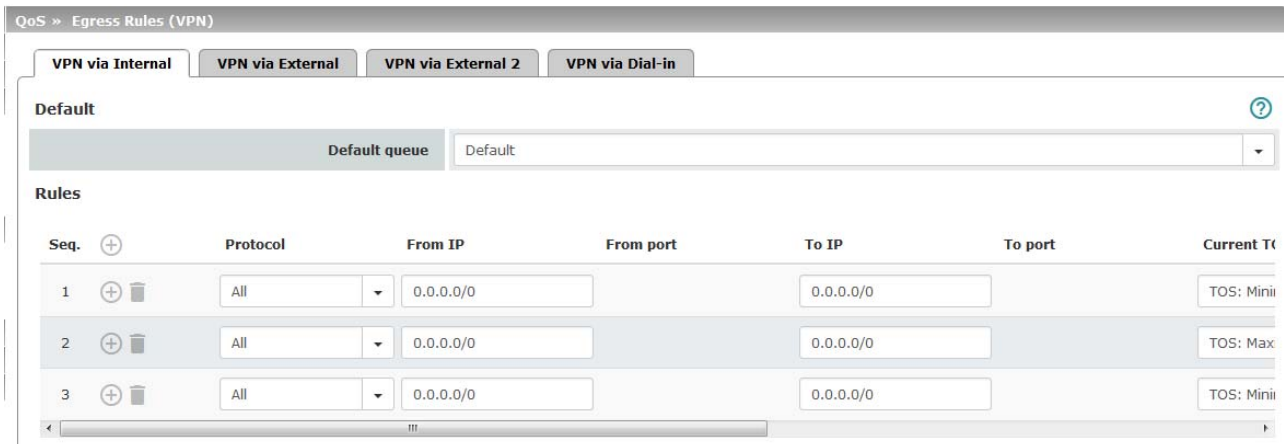 QoS » Egress Rules (VPN)
VPN via Internal VPN via External VPN via External 2 VPN via Dial-in
Default
Default queue Default
Rules
Seq. Protocol From IP From port To IP To port Current
1 All 0.0.0.0/0 0.0.0.0/0 TOS:
2 All 0.0.0.0/0 0.0.0.0/0 TOS:
3 All 0.0.0.0/0 0.0.0.0/0 TOS: